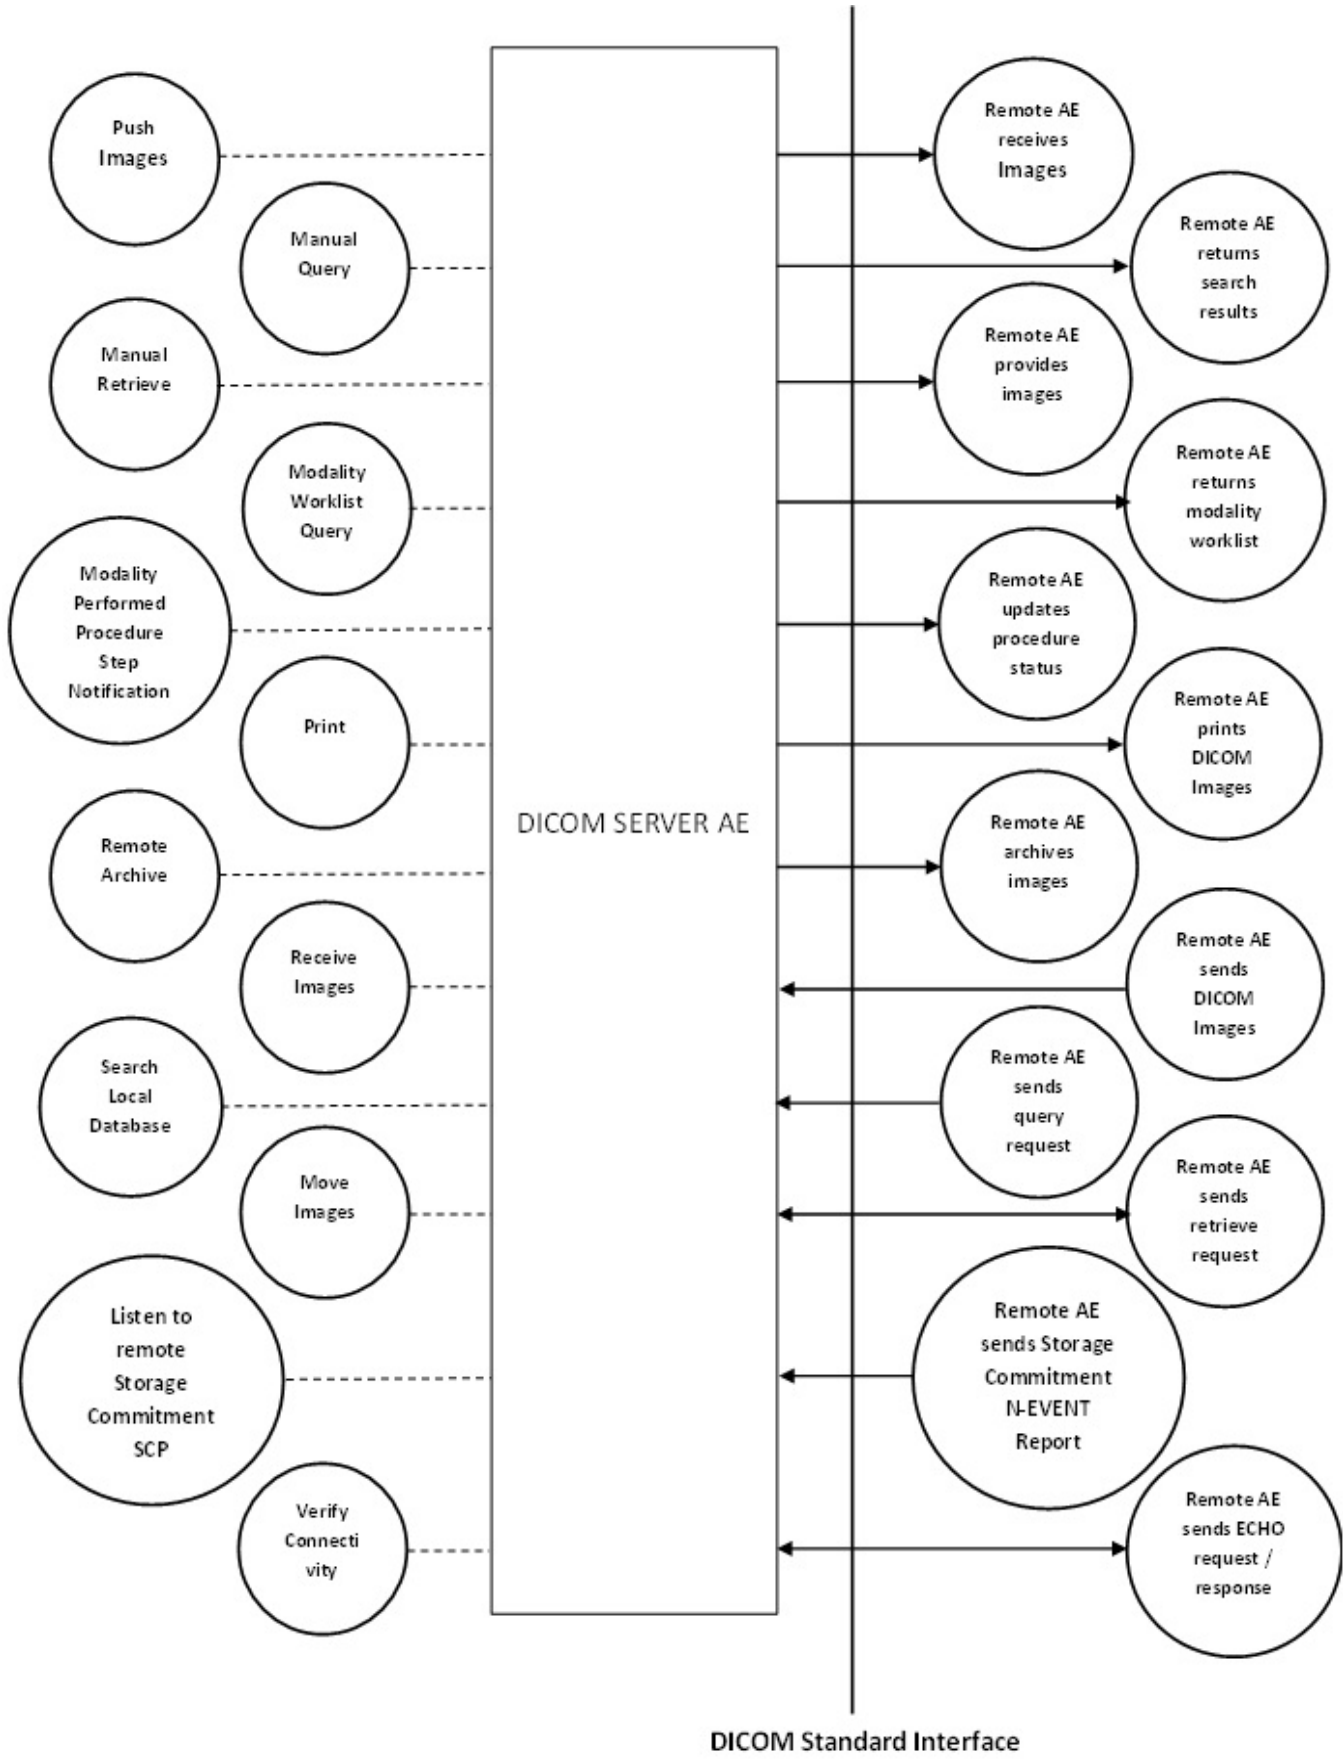 Push
Images
Remote AE
receives
Images
Manual
Query
Remote AE
returns
search
results
Manual
Retrieve
Remote AE
provides
images
Modality
Worklist
Query
Remote AE
returns
modality
worklist
Modality
Performed
Procedure
Step
Notification
Remote AE
updates
procedure
status
Print
Remote AE
prints
DICOM
Images
DICOM SERVER AE
Remote
Archive
Remote AE
archives
images
Receive
Images
Remote AE
sends
DICOM
Images
Search
Local
Database
Remote AE
sends
query
request
Move
Images
Remote AE
sends
retrieve
request
Listen to
remote
Storage
Commitment
SCP
Remote AE
sends Storage
Commitment
N-EVENT
Report
Verify
Connecti
vity
Remote AE
sends ECHO
request /
response
DICOM Standard Interface